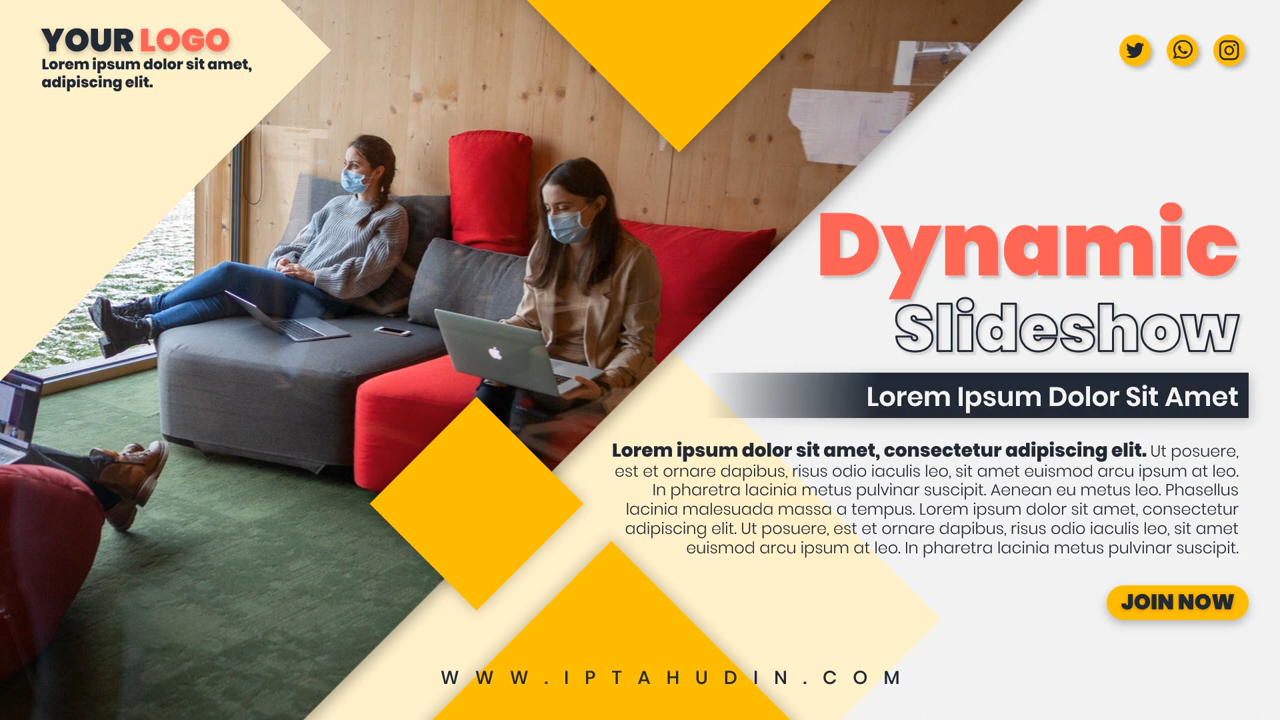 YOUR LOGO
Lorem ipsum dolor sit amet,
adipiscing elit.
Dynamic
Slideshow
Lorem Ipsum Dolor Sit Amet
Lorem ipsum dolor sit amet, consectetur adipiscing elit. Ut posuere,
est et ornare dapibus, risus odio iaculis leo, sit amet euismod arcu ipsum at leo.
In pharetra lacinia metus pulvinar suscipit. Aenean eu metus leo. Phasellus
lacinia malesuada massa a tempus. Lorem ipsum dolor sit amet, consectetur
adipiscing elit. Ut posuere, est et ornare dapibus, risus odio iaculis leo, sit amet
euismod arcu ipsum at leo. In pharetra lacinia metus pulvinar suscipit.
JOIN NOW
WWW.IPTAHUDIN.COM